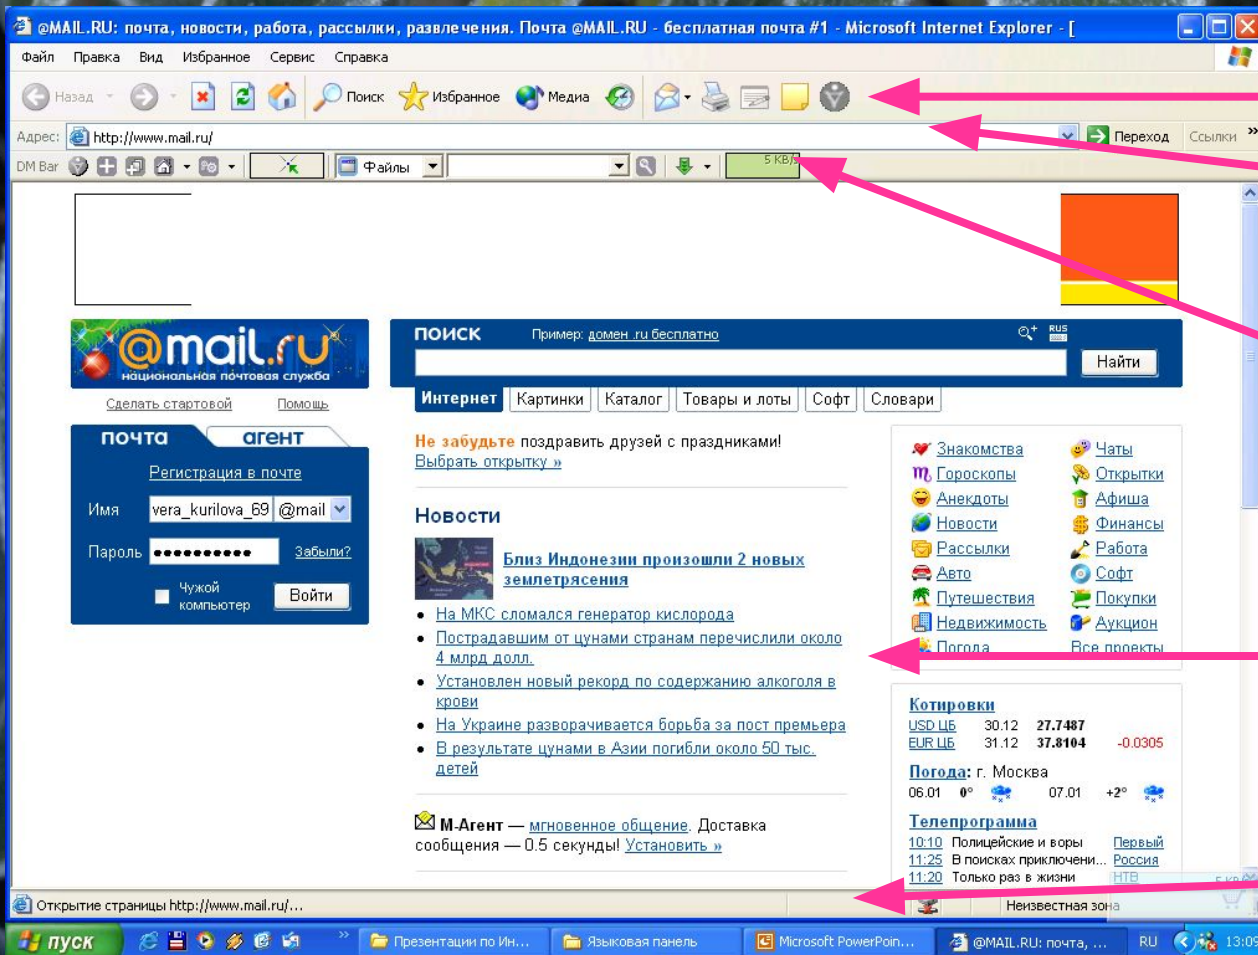 @MAIL.RU: почта, новости, работа, рассылки, развлечения. Почта @MAIL.RU - бесплатная почта #1 - Microsoft Internet Explorer - [
Файл Правка Вид Избранное Сервис Справка
Назад Поиск Избранное Медиа
Адрес: http://www.mail.ru/ Переход Ссылки »
DM Bar Файлы 5 KB/s
@mail.ru
национальная почтовая служба
Сделать стартовой Помощь
почта агент
Регистрация в почте
Имя vera_kurilova_69 @mail
Пароль •••••••••• Забыли?
Чужой
компьютер
Войти
ПОИСК Пример: домен .ru бесплатно RUS
Найти
Интернет Картинки Каталог Товары и лоты Софт Словари
Не забудьте поздравить друзей с праздниками!
Выбрать открытку »
Новости
Близ Индонезии произошли 2 новых
землетрясения
• На МКС сломался генератор кислорода
• Пострадавшим от цунами странам перечислили около
4 млрд долл.
• Установлен новый рекорд по содержанию алкоголя в
крови
• На Украине разворачивается борьба за пост премьера
• В результате цунами в Азии погибли около 50 тыс.
детей
М-Агент — мгновенное общение. Доставка
сообщения — 0.5 секунды! Установить »
Знакомства Чаты
Гороскопы Открытки
Анекдоты Афиша
Новости Финансы
Рассылки Работа
Авто Софт
Путешествия Покупки
Недвижимость Аукцион
Погода Все проекты
Котировки
USD ЦБ 30.12 27.7487
EUR ЦБ 31.12 37.8104 -0.0305
Погода: г. Москва
06.01 0° 07.01 +2°
Телепрограмма
10:10 Полицейские и воры Первый
11:25 В поисках приключени... Россия
11:20 Только раз в жизни НТВ
Открытие страницы http://www.mail.ru/... Неизвестная зона
пуск » Презентации по Ин... Языковая панель Microsoft PowerPoin... @MAIL.RU: почта, ... RU 13:09